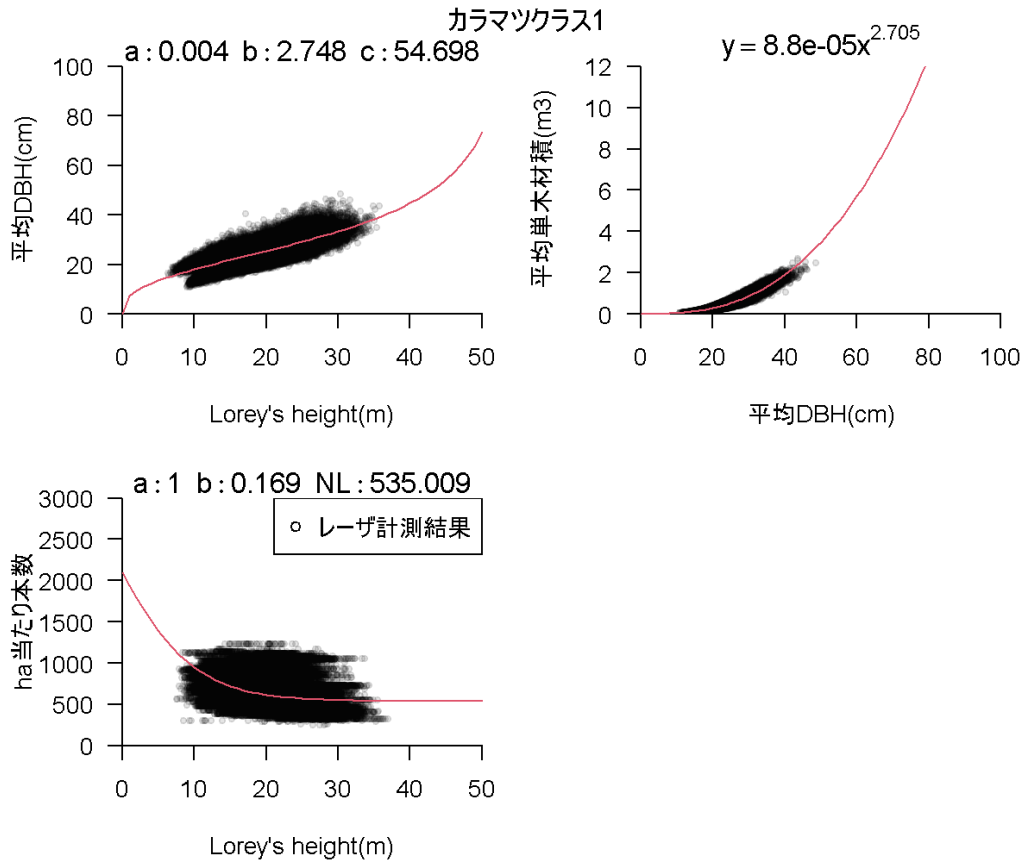 カラマツクラス1
a : 0.004 b : 2.748 c : 54.698
平均DBH(cm)
100
80
60
40
20
0
0 10 20 30 40 50
Lorey's height(m)
y = 8.8e-05x^2.705
平均単木材積(m3)
12
10
8
6
4
2
0
0 20 40 60 80 100
平均DBH(cm)
a : 1 b : 0.169 NL : 535.009
ha当たり本数
3000
2500
2000
1500
1000
500
0
レーザ計測結果
0 10 20 30 40 50
Lorey's height(m)